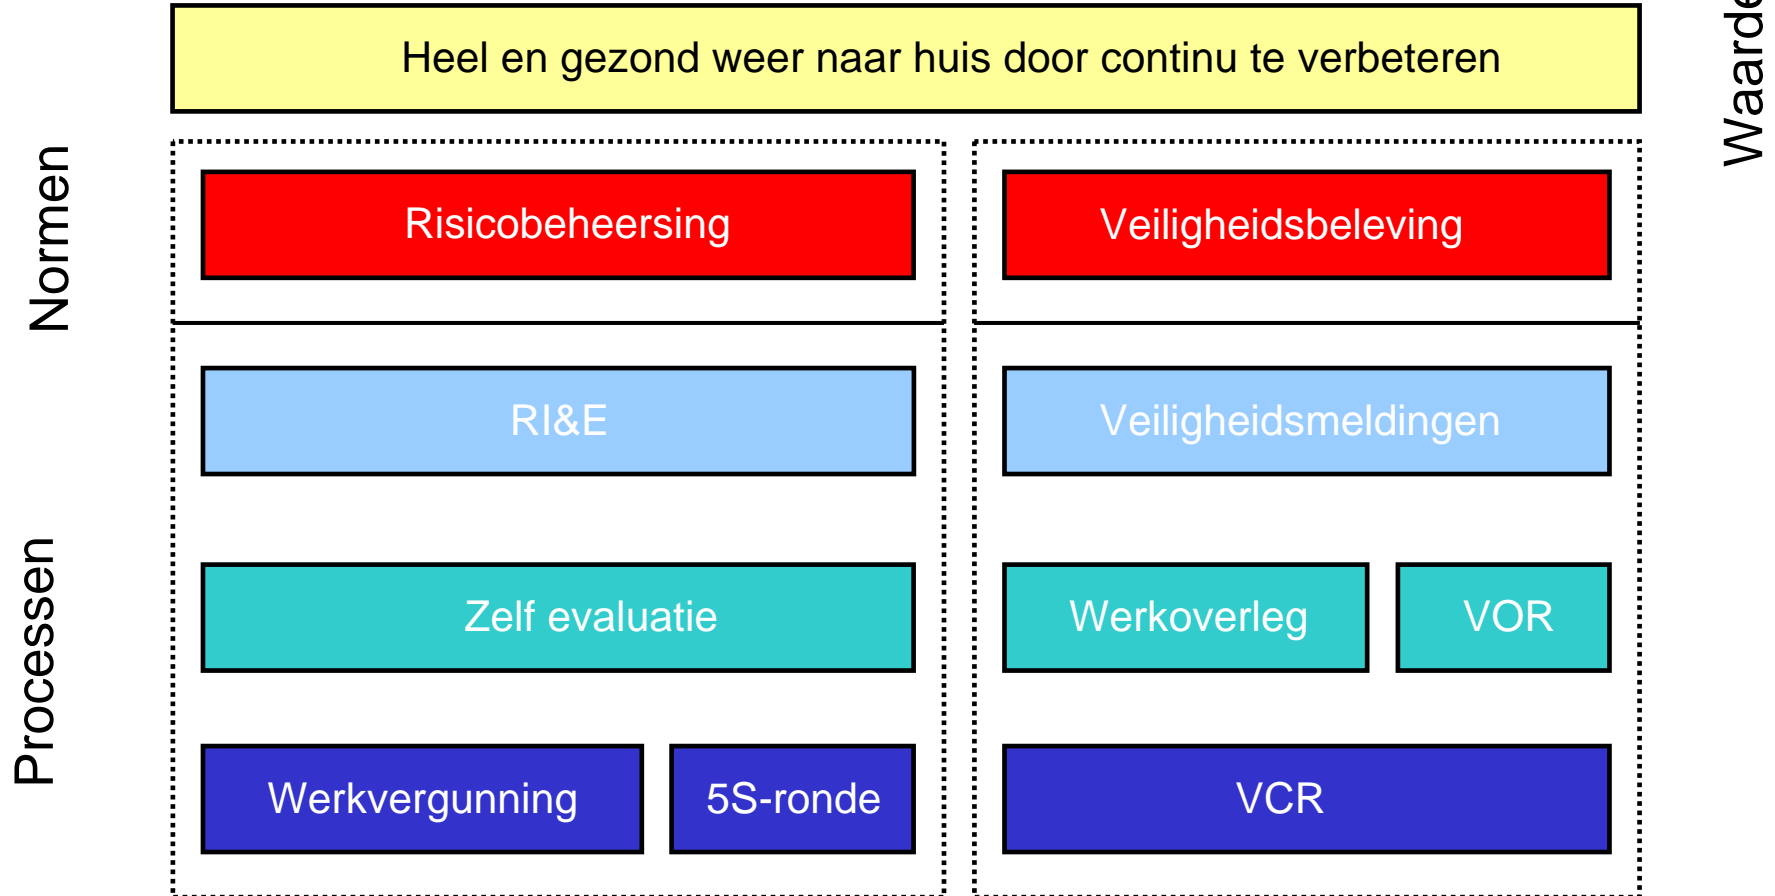 Heel en gezond weer naar huis door continu te verbeteren
Waarde
Normen
Risicobeheersing
Veiligheidsbeleving
RI&E
Veiligheidsmeldingen
Processen
Zelf evaluatie
Werkoverleg
VOR
Werkvergunning
5S-ronde
VCR